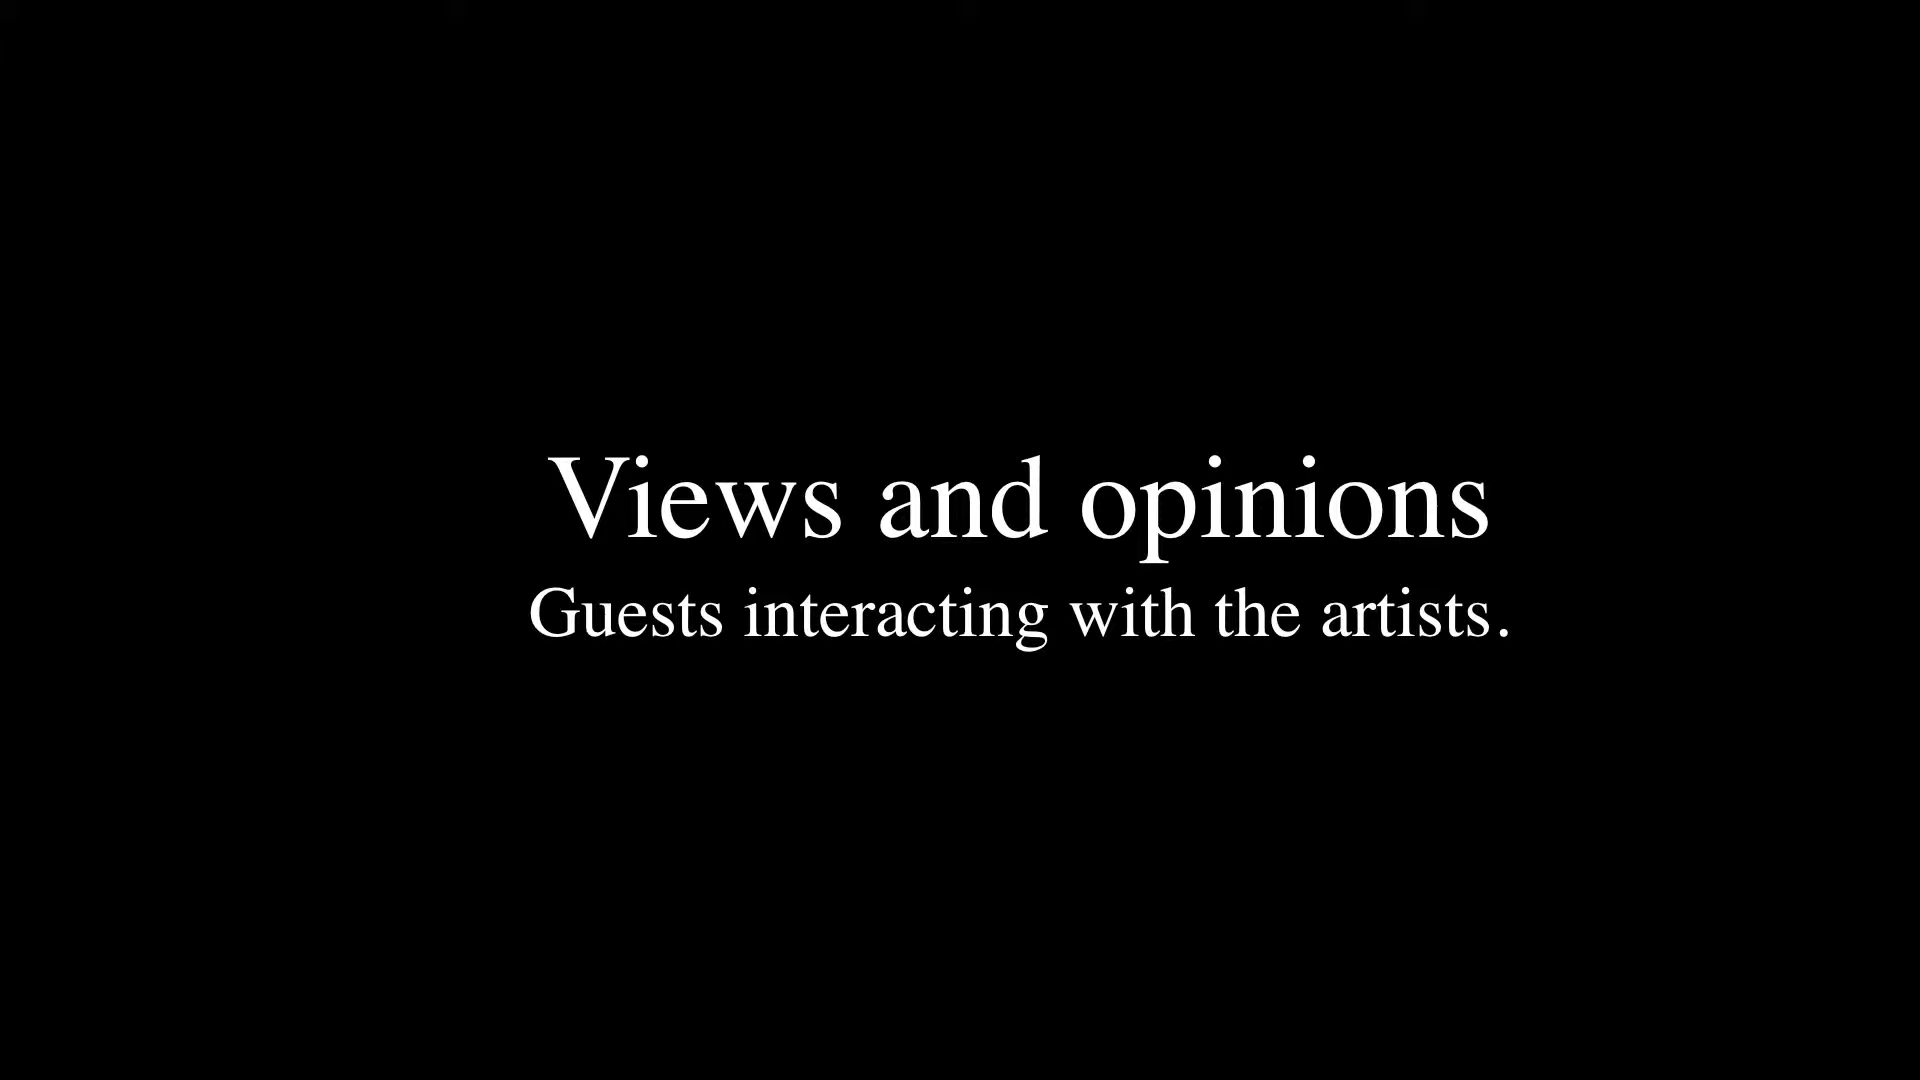 Views and opinions
Guests interacting with the artists.